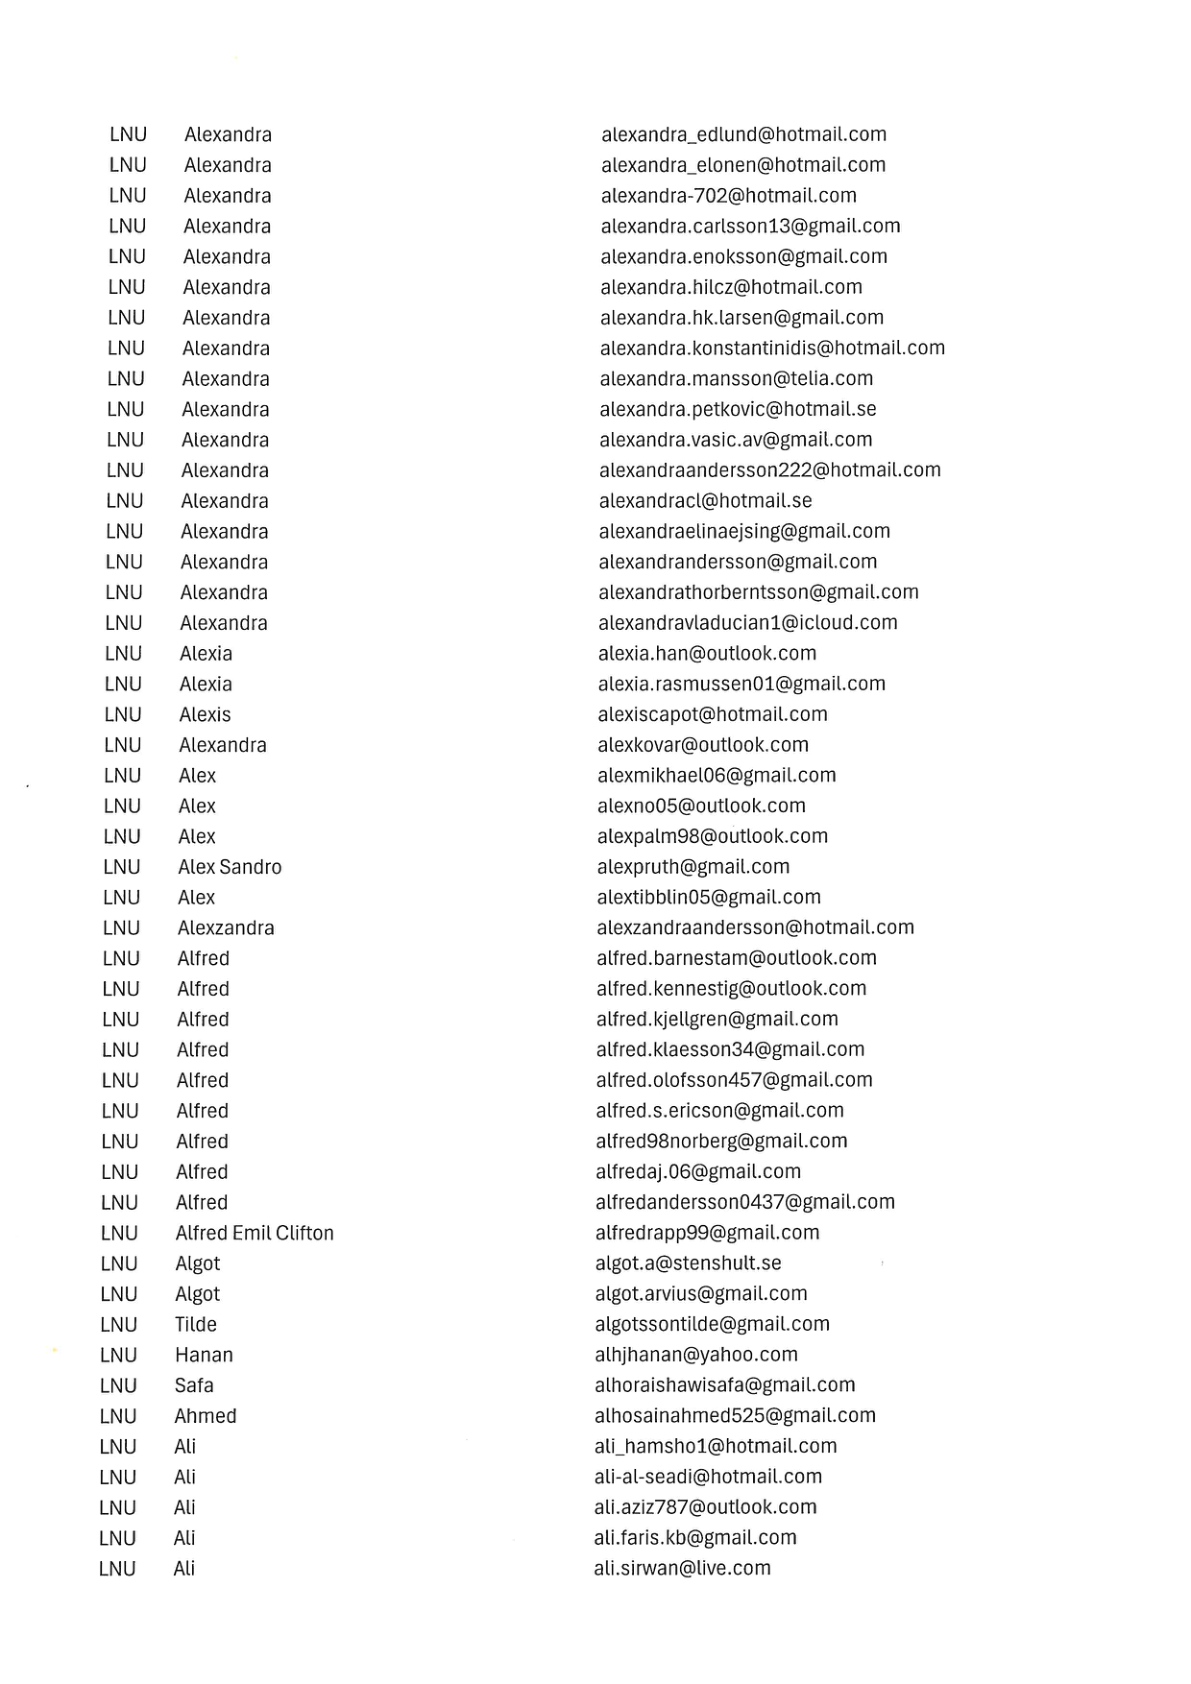 LNU Alexandra alexandra_edlund@hotmail.com
LNU Alexandra alexandra_elonen@hotmail.com
LNU Alexandra alexandra-702@hotmail.com
LNU Alexandra alexandra.carlsson13@gmail.com
LNU Alexandra alexandra.enoksson@gmail.com
LNU Alexandra alexandra.hilcz@hotmail.com
LNU Alexandra alexandra.hk.larsen@gmail.com
LNU Alexandra alexandra.konstantinidis@hotmail.com
LNU Alexandra alexandra.mansson@telia.com
LNU Alexandra alexandra.petkovic@hotmail.se
LNU Alexandra alexandra.vasic.av@gmail.com
LNU Alexandra alexandraandersson222@hotmail.com
LNU Alexandra alexandracl@hotmail.se
LNU Alexandra alexandraelinaejsing@gmail.com
LNU Alexandra alexandrandersson@gmail.com
LNU Alexandra alexandrathorberntsson@gmail.com
LNU Alexandra alexandravladucian1@icloud.com
LNU Alexia alexia.han@outlook.com
LNU Alexia alexia.rasmussen01@gmail.com
LNU Alexis alexiscapot@hotmail.com
LNU Alexandra alexkovar@outlook.com
LNU Alex alexmikhael06@gmail.com
LNU Alex alexno05@outlook.com
LNU Alex alexpalm98@outlook.com
LNU Alex Sandro alexpruth@gmail.com
LNU Alex alextibblin05@gmail.com
LNU Alexzandra alexzandraandersson@hotmail.com
LNU Alfred alfred.barnestam@outlook.com
LNU Alfred alfred.kennestig@outlook.com
LNU Alfred alfred.kjellgren@gmail.com
LNU Alfred alfred.klaesson34@gmail.com
LNU Alfred alfred.olofsson457@gmail.com
LNU Alfred alfred.s.ericson@gmail.com
LNU Alfred alfred98norberg@gmail.com
LNU Alfred alfredaj.06@gmail.com
LNU Alfred alfredandersson0437@gmail.com
LNU Alfred Emil Clifton alfredrapp99@gmail.com
LNU Algot algot.a@stenshult.se
LNU Algot algot.arvius@gmail.com
LNU Tilde algotssontilde@gmail.com
LNU Hanan alhjhanan@yahoo.com
LNU Safa alhoraishawisafa@gmail.com
LNU Ahmed alhosainahmed525@gmail.com
LNU Ali ali_hamsho1@hotmail.com
LNU Ali ali-al-seadi@hotmail.com
LNU Ali ali.aziz787@outlook.com
LNU Ali ali.faris.kb@gmail.com
LNU Ali ali.sirwan@live.com